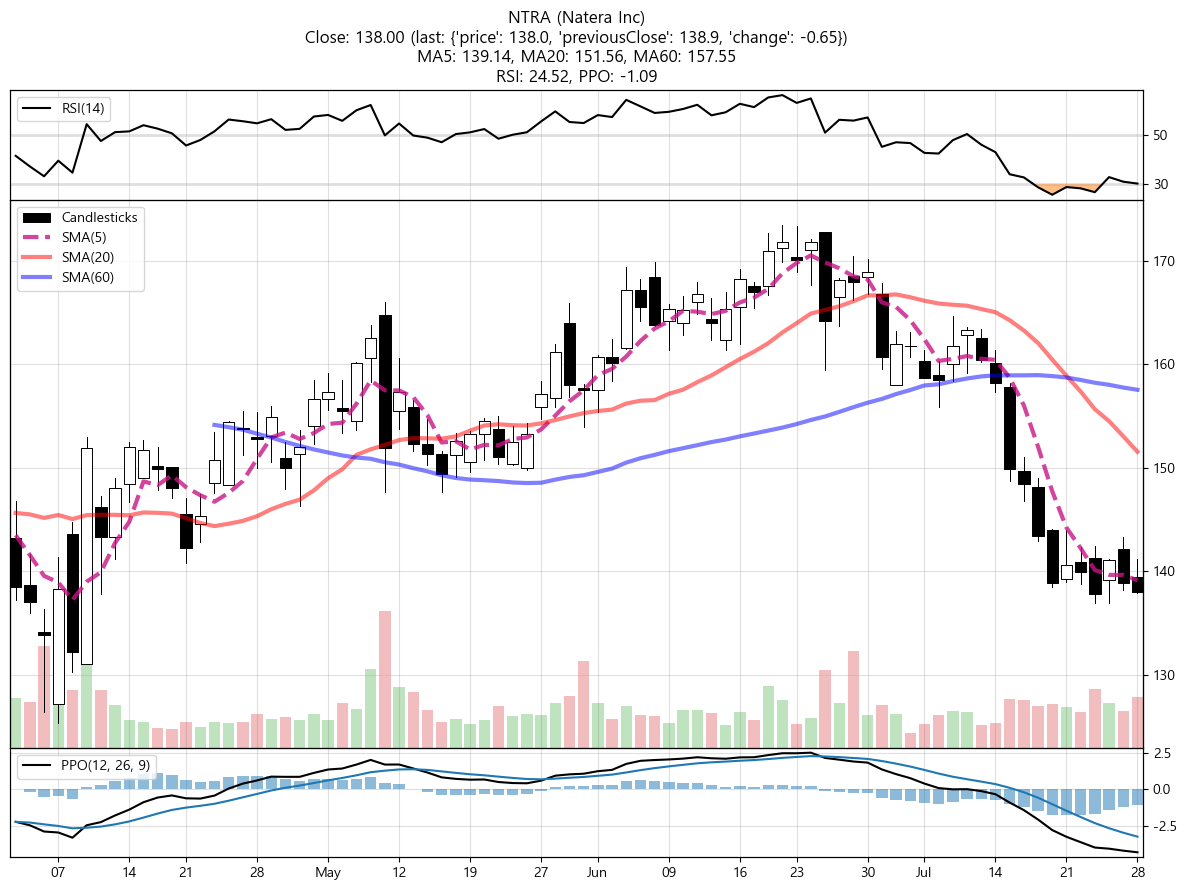 NTRA (Natera Inc)
Close: 138.00 (last: {'price': 138.0, 'previousClose': 138.9, 'change': -0.65})
MA5: 139.14, MA20: 151.56, MA60: 157.55
RSI: 24.52, PPO: -1.09
RSI(14)
50
30
Candlesticks
SMA(5)
SMA(20)
SMA(60)
170
160
150
140
130
PPO(12, 26, 9)
2.5
0.0
−2.5
07 14 21 28 May 12 19 27 Jun 09 16 23 30 Jul 14 21 28